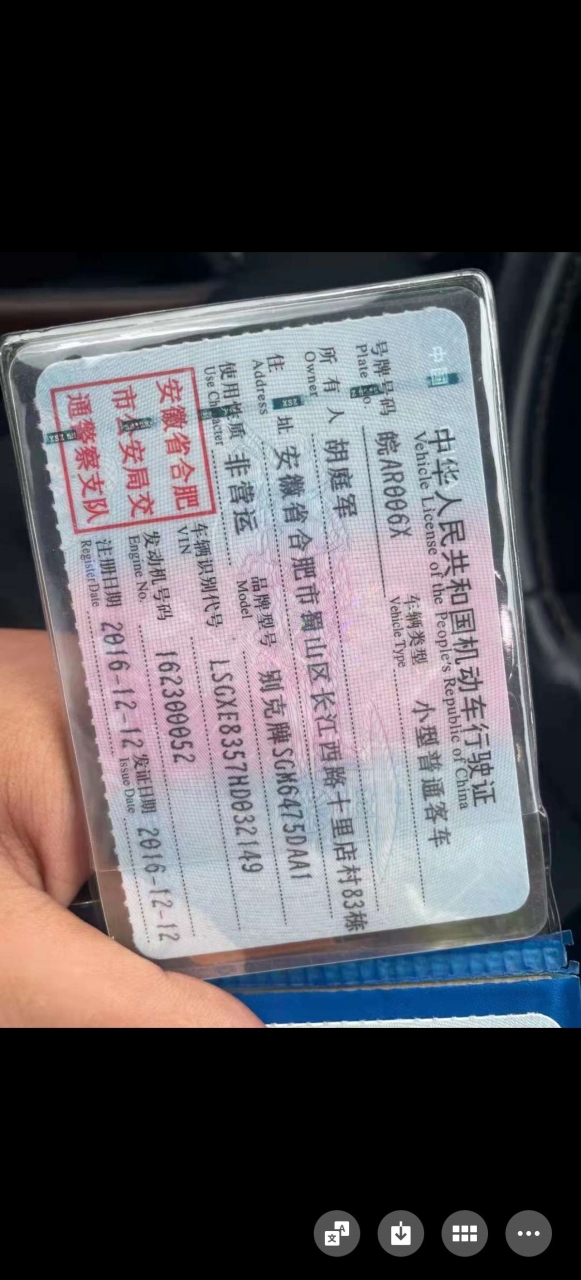 中华人民共和国机动车行驶证
Vehicle License of the People's Republic of China
号牌号码 皖AR006X 车辆类型 小型普通客车
Plate No. Vehicle Type
所有人 胡庭军
Owner
住址 安徽省合肥市蜀山区长江西路十里店村83栋
Address
使用性质 非营运 品牌型号 别克牌SGM6475DAA1
Use Character Model
车辆识别代号 LSGXE8357HD032149
VIN
发动机号码 162300052
Engine No.
注册日期 2016-12-12 发证日期 2016-12-12
Register Date Issue Date
安徽省合肥
市公安局交
通警察支队
中国